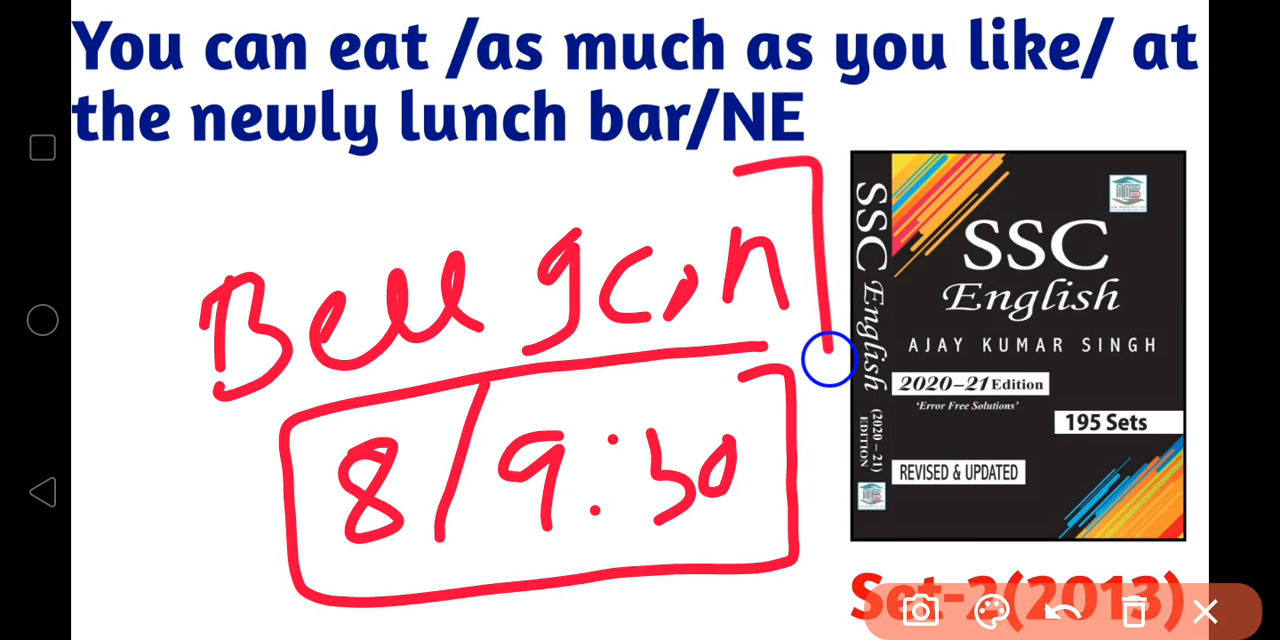 You can eat /as much as you like/ at
the newly lunch bar/NE
Bell
8/9:30
SSC English
SSC
English
AJAY KUMAR SINGH
2020-21 Edition
'Error Free Solutions'
195 Sets
(2020 – 21)
EDITION
REVISED & UPDATED
Set-2(2013)